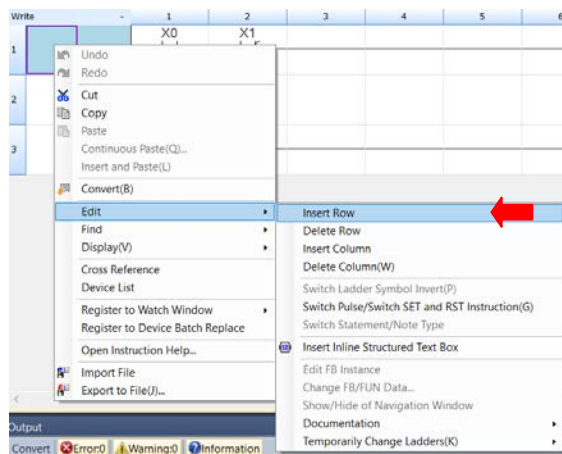 Write 1 2 3 4 5 6
X0 X1
1
2
3
Undo
Redo
Cut
Copy
Paste
Continuous Paste(Q)...
Insert and Paste(L)
Convert(B)
Edit
Find
Display(V)
Cross Reference
Device List
Register to Watch Window
Register to Device Batch Replace
Open Instruction Help...
Import File
Export to File(J)...
Insert Row
Delete Row
Insert Column
Delete Column(W)
Switch Ladder Symbol Invert(P)
Switch Pulse/Switch SET and RST Instruction(G)
Switch Statement/Note Type
Insert Inline Structured Text Box
Edit FB Instance
Change FB/FUN Data...
Show/Hide of Navigation Window
Documentation
Temporarily Change Ladders(K)
Output
Convert Error:0 Warning:0 Information